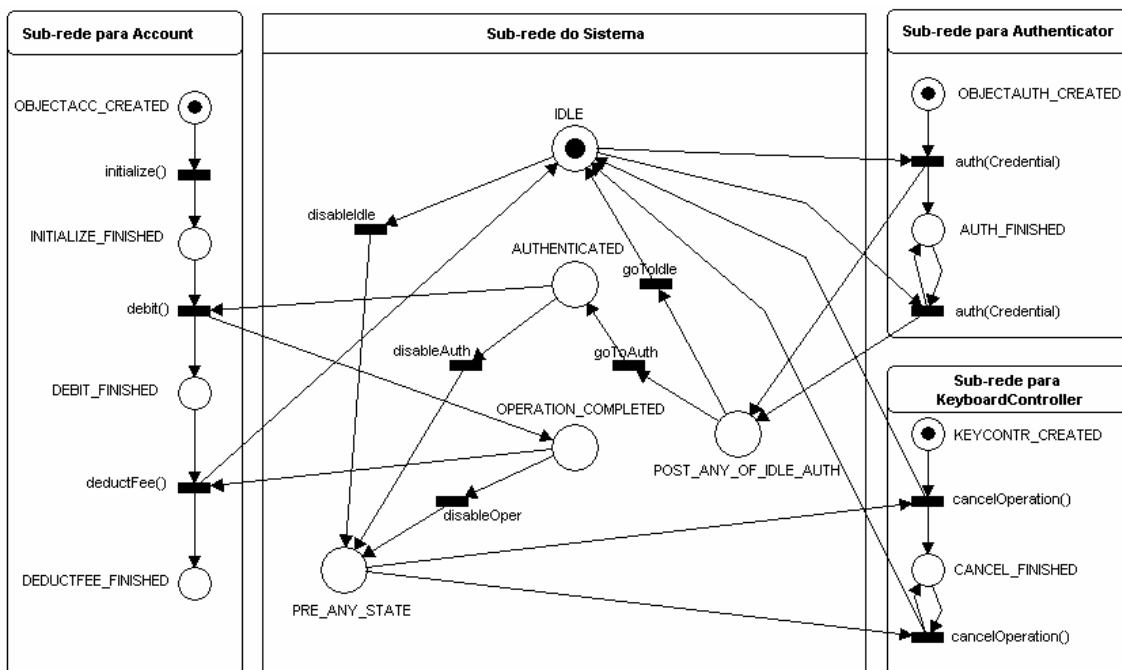 Sub-rede para Account
OBJECTACC_CREATED
initialize()
INITIALIZE_FINISHED
debit()
DEBIT_FINISHED
deductFee()
DEDUCTFEE_FINISHED
Sub-rede do Sistema
IDLE
disableIdle
AUTHENTICATED
goToIdle
disableAuth
goToAuth
OPERATION_COMPLETED
POST_ANY_OF_IDLE_AUTH
disableOper
PRE_ANY_STATE
Sub-rede para Authenticator
OBJECTAUTH_CREATED
auth(Credential)
AUTH_FINISHED
auth(Credential)
Sub-rede para
KeyboardController
KEYCONTR_CREATED
cancelOperation()
CANCEL_FINISHED
cancelOperation()